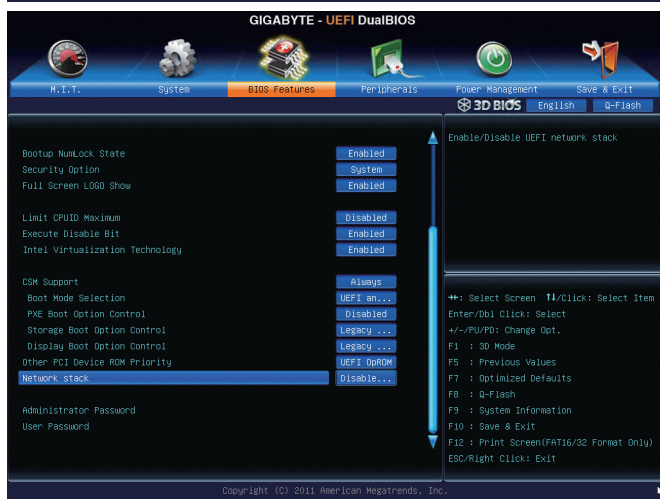 GIGABYTE - UEFI DualBIOS
M.I.T. System BIOS Features Peripherals Power Management Save & Exit
3D BIOS English Q-Flash
Bootup NumLock State Enabled
Security Option System
Full Screen LOGO Show Enabled
Limit CPUID Maximum Disabled
Execute Disable Bit Enabled
Intel Virtualization Technology Enabled
CSM Support Always
Boot Mode Selection UEFI an...
PXE Boot Option Control Disabled
Storage Boot Option Control Legacy ...
Display Boot Option Control Legacy ...
Other PCI Device ROM Priority UEFI OpROM
Network stack Disable...
Administrator Password
User Password
Enable/Disable UEFI network stack
→←: Select Screen ↑↓/Click: Select Item
Enter/Dbl Click: Select
+/-/PU/PD: Change Opt.
F1 : 3D Mode
F5 : Previous Values
F7 : Optimized Defaults
F8 : Q-Flash
F9 : System Information
F10 : Save & Exit
F12 : Print Screen(FAT16/32 Format Only)
ESC/Right Click: Exit
Copyright (C) 2011 American Megatrends, Inc.